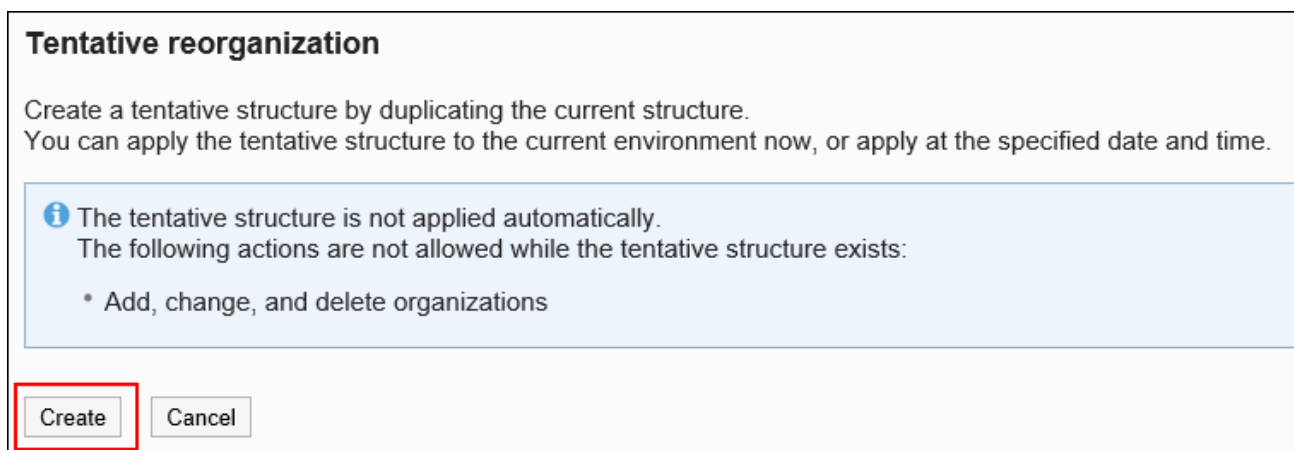 Tentative reorganization
Create a tentative structure by duplicating the current structure.
You can apply the tentative structure to the current environment now, or apply at the specified date and time.
The tentative structure is not applied automatically.
The following actions are not allowed while the tentative structure exists:
• Add, change, and delete organizations
Create Cancel